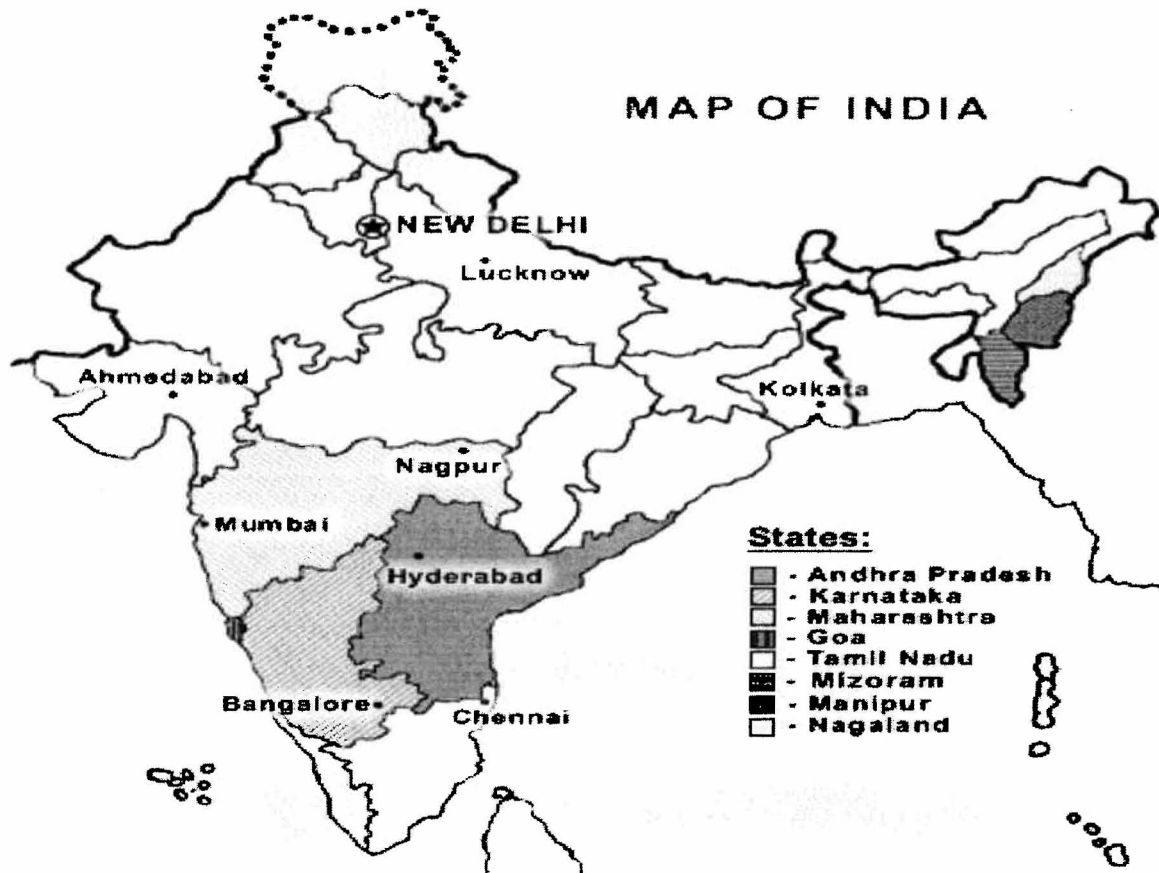 MAP OF INDIA
NEW DELHI
Lucknow
Ahmedabad
Kolkata
Nagpur
Mumbai
Hyderabad
Bangalore
Chennai
States:
- Andhra Pradesh
- Karnataka
- Maharashtra
- Goa
- Tamil Nadu
- Mizoram
- Manipur
- Nagaland